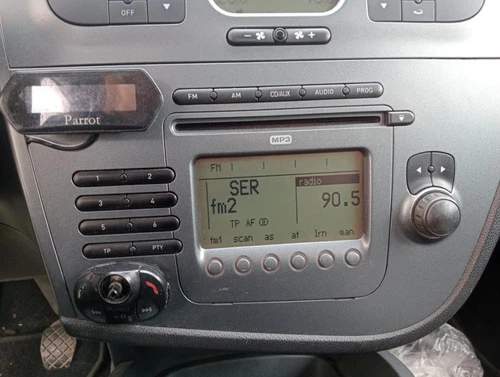 OFF
− +
FM AM CD/AUX AUDIO PROG
Parrot
MP3
FM
SER
radio
fm2
90.5
TP AF
fm1 scan as af lrn man
1 2
3 4
5 6
TP PTY